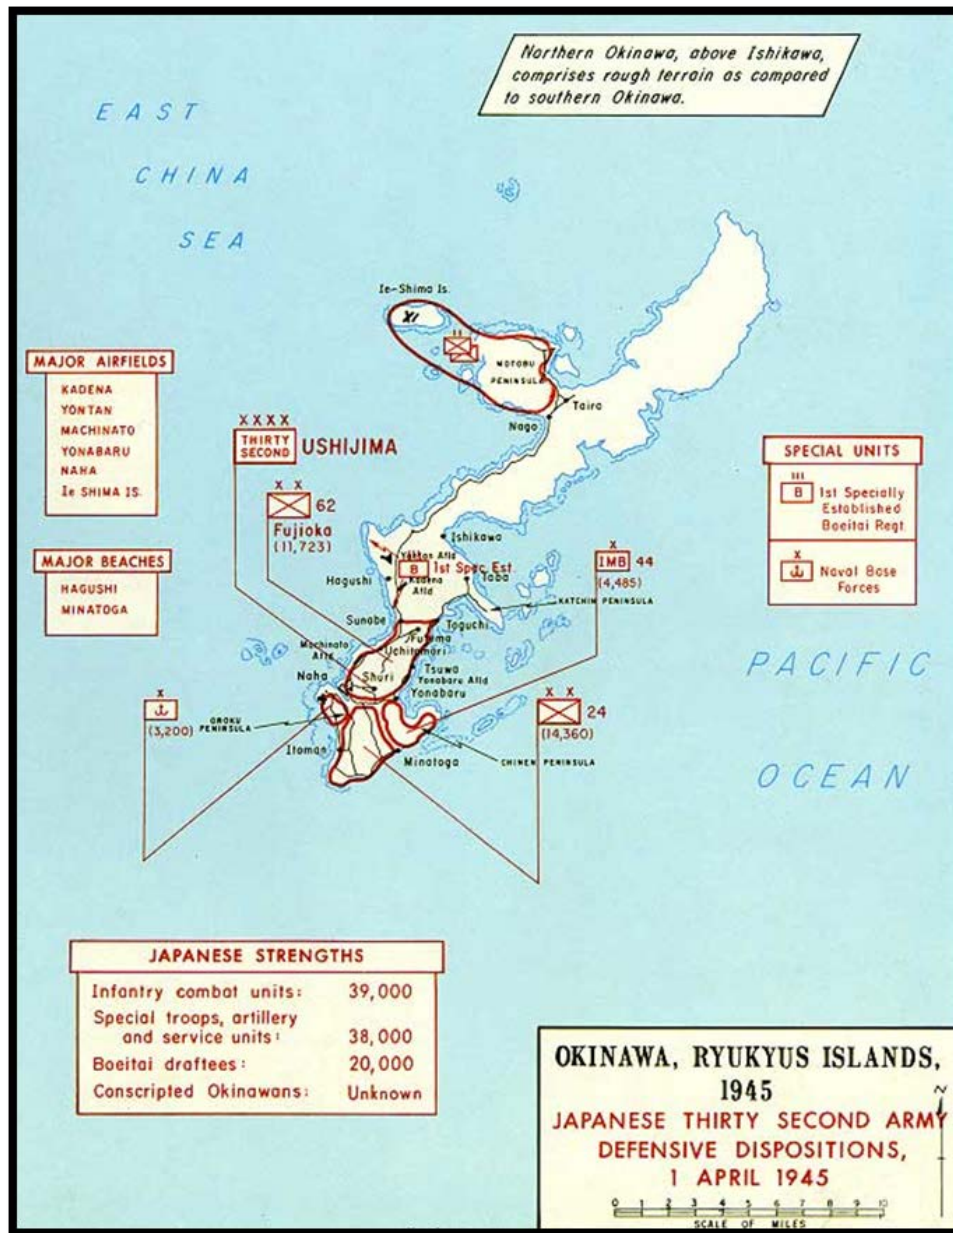 Northern Okinawa, above Ishikawa,
comprises rough terrain as compared
to southern Okinawa.
EAST
CHINA
SEA
Ie-Shima Is.
XI
II
MOTOBU
PENINSULA
Taira
Nago
MAJOR AIRFIELDS
KADENA
YONTAN
MACHINATO
YONABARU
NAHA
Ie SHIMA IS.
MAJOR BEACHES
HAGUSHI
MINATOGA
XXXX
THIRTY
SECOND
USHIJIMA
X X
62
Fujioka
(11,723)
SPECIAL UNITS
III
B
1st Specially
Established
Boeitai Regt.
X
Naval Base
Forces
Ishikawa
Yontan Afld
III
B
1st Spec. Est.
Hagushi
Kadena
Afld
Taba
X
IMB
44
(4,485)
KATCHIN PENINSULA
Sunabe
Toguchi
Futema
Uchitomari
Machinato
Afld
Tsuwa
Yonabaru Afld
Shuri
Naha
Yonabaru
X
(3,200)
OROKU
PENINSULA
X X
24
(14,360)
Itoman
Minatoga
CHINEN PENINSULA
PACIFIC
OCEAN
JAPANESE STRENGTHS
Infantry combat units: 39,000
Special troops, artillery
and service units: 38,000
Boeitai draftees: 20,000
Conscripted Okinawans: Unknown
OKINAWA, RYUKYUS ISLANDS,
1945
JAPANESE THIRTY SECOND ARMY
DEFENSIVE DISPOSITIONS,
1 APRIL 1945
N
0 1 2 3 4 5 6 7 8 9 10
SCALE OF MILES